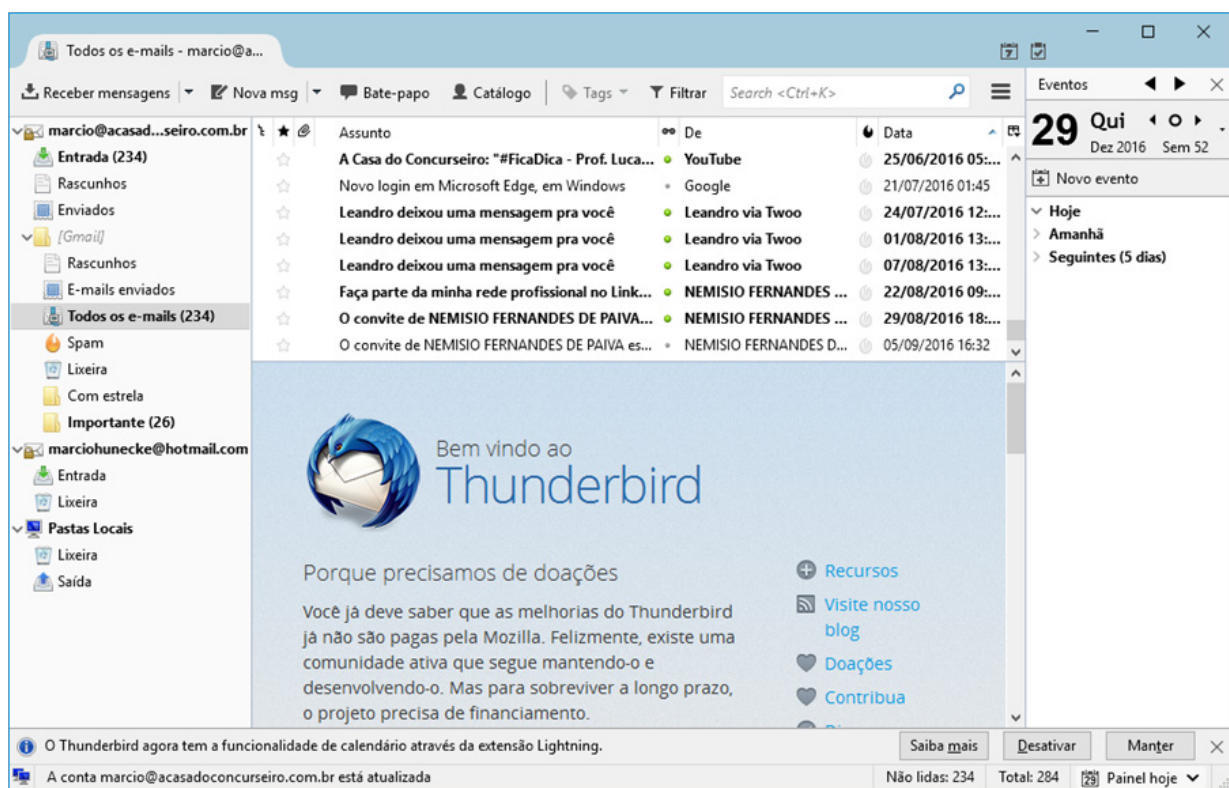 Todos os e-mails - marcio@a...
Receber mensagens
Nova msg
Bate-papo
Catálogo
Tags
Filtrar
Search <Ctrl+K>
marcio@acasad...seiro.com.br
Entrada (234)
Rascunhos
Enviados
[Gmail]
Rascunhos
E-mails enviados
Todos os e-mails (234)
Spam
Lixeira
Com estrela
Importante (26)
marciohunecke@hotmail.com
Entrada
Lixeira
Pastas Locais
Lixeira
Saída
Assunto De Data
A Casa do Concurseiro: "#FicaDica - Prof. Luca... YouTube 25/06/2016 05:...
Novo login em Microsoft Edge, em Windows Google 21/07/2016 01:45
Leandro deixou uma mensagem pra você Leandro via Twoo 24/07/2016 12:...
Leandro deixou uma mensagem pra você Leandro via Twoo 01/08/2016 13:...
Leandro deixou uma mensagem pra você Leandro via Twoo 07/08/2016 13:...
Faça parte da minha rede profissional no Link... NEMISIO FERNANDES ... 22/08/2016 09:...
O convite de NEMISIO FERNANDES DE PAIVA... NEMISIO FERNANDES ... 29/08/2016 18:...
O convite de NEMISIO FERNANDES DE PAIVA es... NEMISIO FERNANDES D... 05/09/2016 16:32
Bem vindo ao
Thunderbird
Porque precisamos de doações
Você já deve saber que as melhorias do Thunderbird
já não são pagas pela Mozilla. Felizmente, existe uma
comunidade ativa que segue mantendo-o e
desenvolvendo-o. Mas para sobreviver a longo prazo,
o projeto precisa de financiamento.
Recursos
Visite nosso
blog
Doações
Contribua
Eventos
29 Qui
Dez 2016 Sem 52
Novo evento
Hoje
Amanhã
Seguintes (5 dias)
O Thunderbird agora tem a funcionalidade de calendário através da extensão Lightning.
Saiba mais
Desativar
Manter
A conta marcio@acasadoconcurseiro.com.br está atualizada
Não lidas: 234
Total: 284
29 Painel hoje